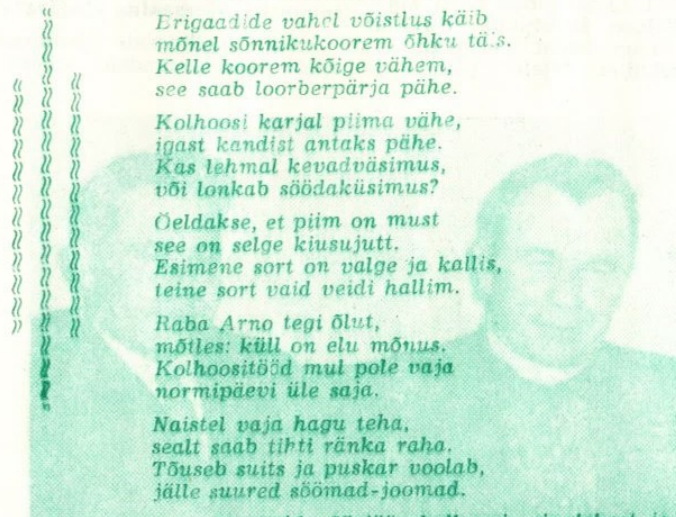 Brigaadide vahel võistlus käib
mõnel sõnnikukoorem õhku täis.
Kelle koorem kõige vähem,
see saab loorberpärja pähe.
Kolhoosi karjal piima vähe,
igast kandist antaks pähe.
Kas lehmal kevadväsimus,
või lonkab söödaküsimus?
Öeldakse, et piim on must
see on selge kiusujutt.
Esimene sort on valge ja kallis,
teine sort vaid veidi hallim.
Raba Arno tegi õlut,
mõtles: küll on elu mõnus.
Kolhoositööd mul pole vaja
normipäevi üle saja.
Naistel vaja hagu teha,
sealt saab tihti ränka raha.
Tõuseb suits ja puskar voolab,
jälle suured söömad-joomad.